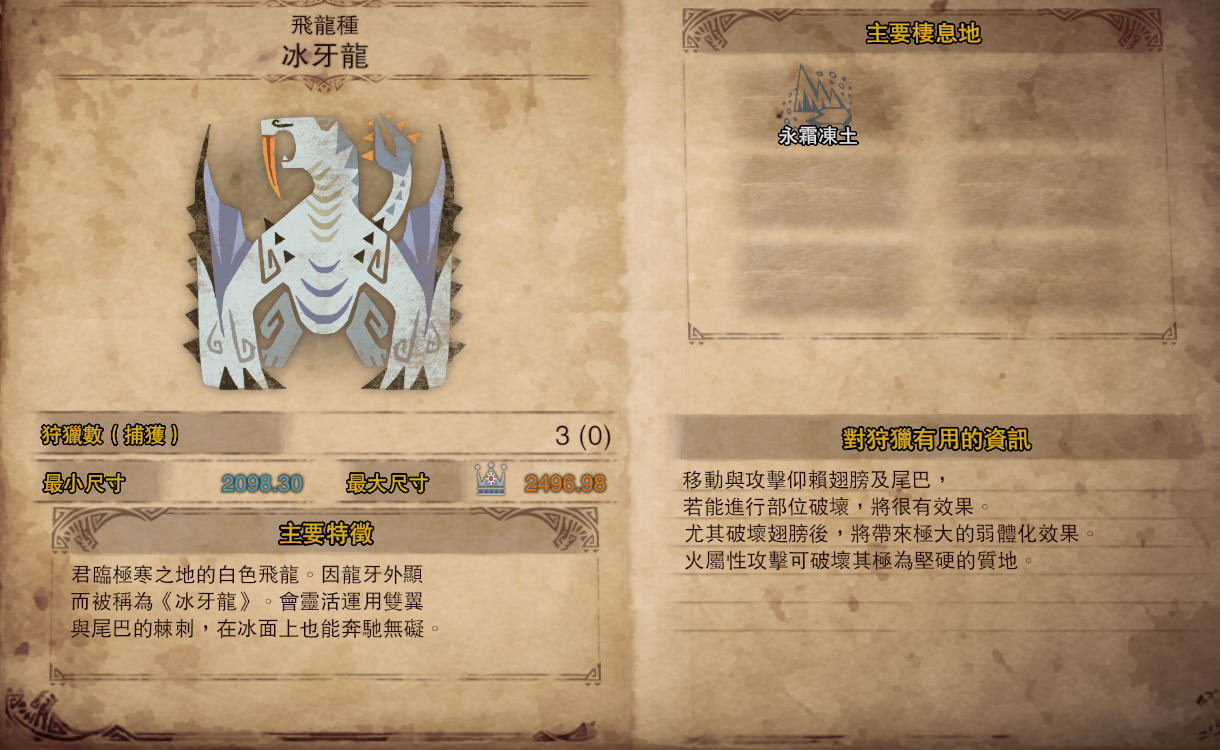 飛龍種
冰牙龍
狩獵數（捕獲）
3 (0)
最小尺寸
2098.30
最大尺寸
2496.98
主要特徵
君臨極寒之地的白色飛龍。因龍牙外顯
而被稱為《冰牙龍》。會靈活運用雙翼
與尾巴的棘刺，在冰面上也能奔馳無礙。
主要棲息地
永霜凍土
對狩獵有用的資訊
移動與攻擊仰賴翅膀及尾巴，
若能進行部位破壞，將很有效果。
尤其破壞翅膀後，將帶來極大的弱體化效果。
火屬性攻擊可破壞其極為堅硬的質地。